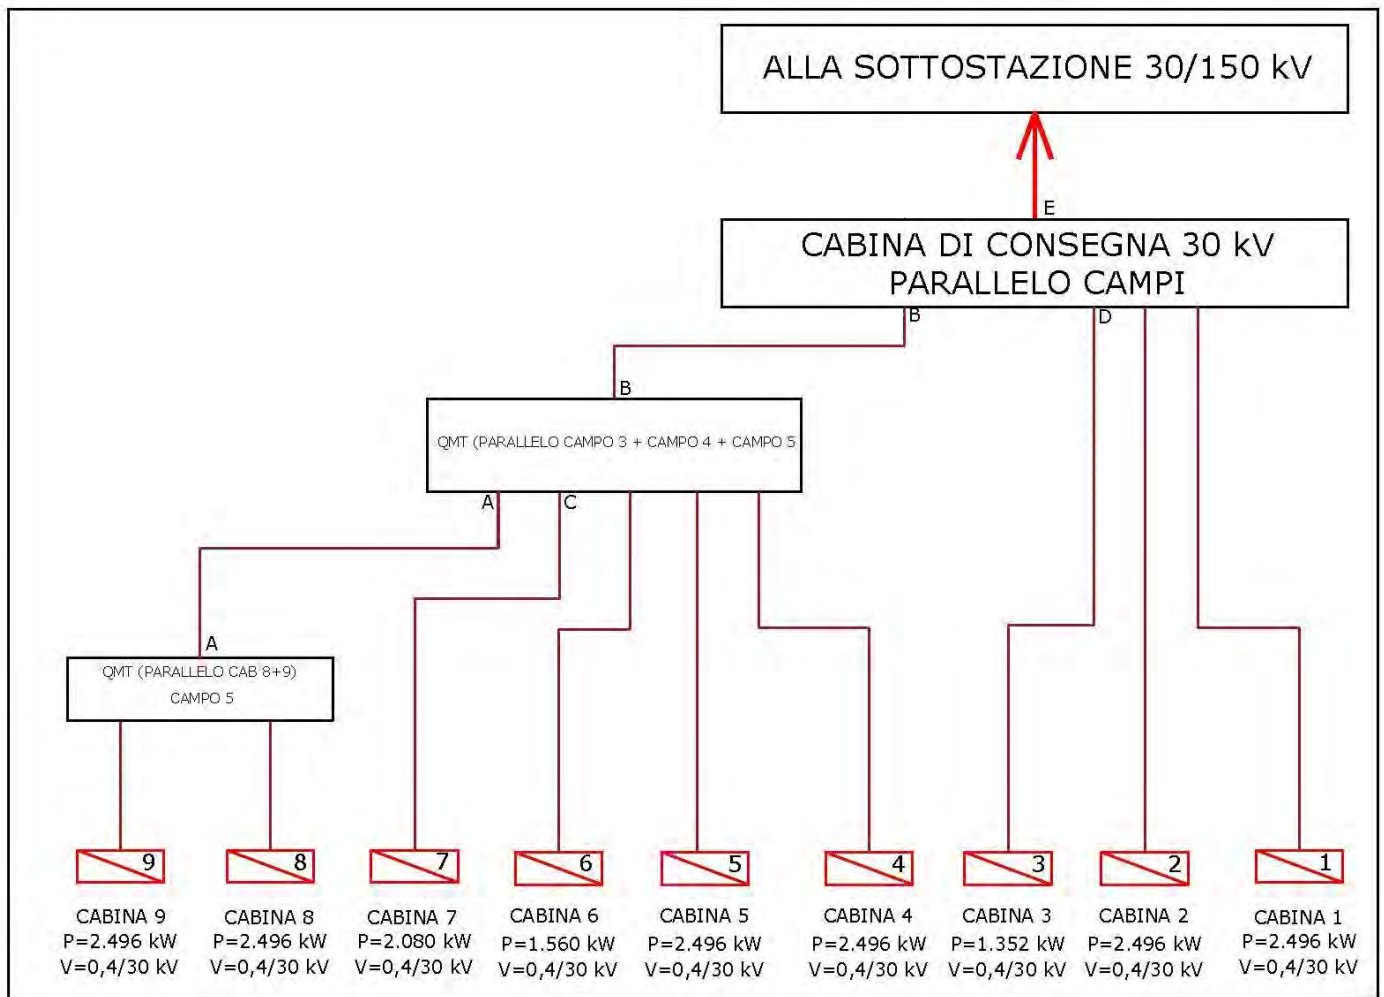 ALLA SOTTOSTAZIONE 30/150 kV
E
CABINA DI CONSEGNA 30 kV
PARALLELO CAMPI
B
D
B
QMT (PARALLELO CAMPO 3 + CAMPO 4 + CAMPO 5
A
C
A
QMT (PARALLELO CAB 8+9)
CAMPO 5
9
8
7
6
5
4
3
2
1
CABINA 9
P=2.496 kW
V=0,4/30 kV
CABINA 8
P=2.496 kW
V=0,4/30 kV
CABINA 7
P=2.080 kW
V=0,4/30 kV
CABINA 6
P=1.560 kW
V=0,4/30 kV
CABINA 5
P=2.496 kW
V=0,4/30 kV
CABINA 4
P=2.496 kW
V=0,4/30 kV
CABINA 3
P=1.352 kW
V=0,4/30 kV
CABINA 2
P=2.496 kW
V=0,4/30 kV
CABINA 1
P=2.496 kW
V=0,4/30 kV